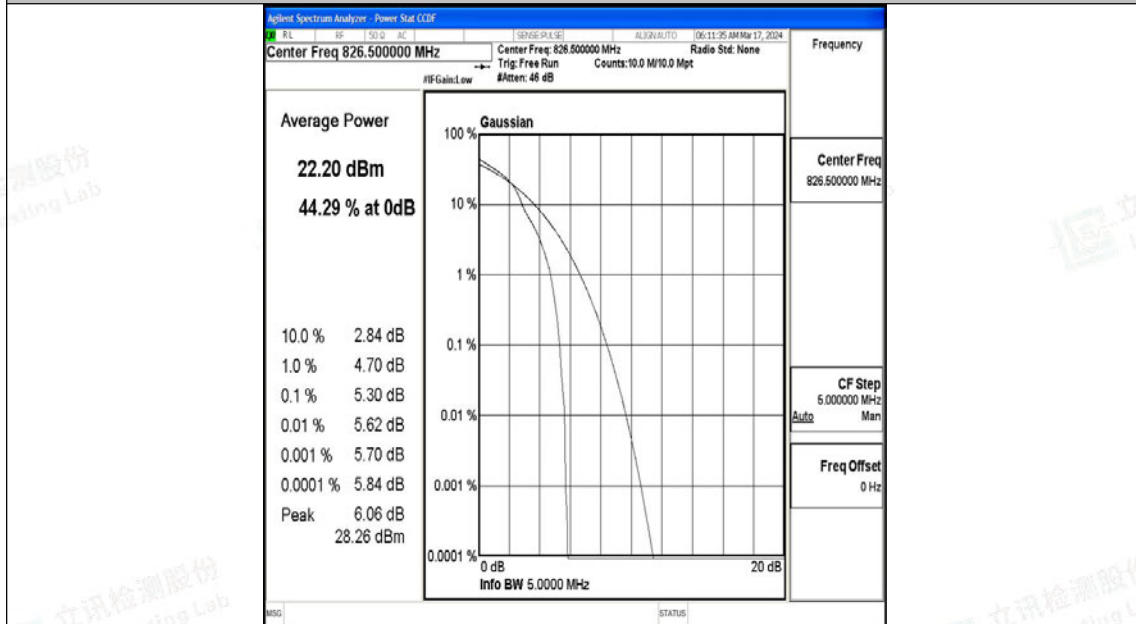 Agilent Spectrum Analyzer - Power Stat CCDF
RL RF 50 Ω AC SENSE:PULSE ALIGNAUTO 06:11:35 AM Mar 17, 2024
Center Freq 826.500000 MHz
Center Freq: 826.500000 MHz Radio Std: None
Trig: Free Run Counts:10.0 M/10.0 Mpt
#IFGain:Low #Atten: 46 dB
Frequency
Average Power
22.20 dBm
44.29 % at 0dB
10.0 % 2.84 dB
1.0 % 4.70 dB
0.1 % 5.30 dB
0.01 % 5.62 dB
0.001 % 5.70 dB
0.0001 % 5.84 dB
Peak 6.06 dB
28.26 dBm
Gaussian
100 %
10 %
1 %
0.1 %
0.01 %
0.001 %
0.0001 %
0 dB 20 dB
Info BW 5.0000 MHz
Center Freq
826.500000 MHz
CF Step
5.000000 MHz
Auto Man
Freq Offset
0 Hz
MSG STATUS
立讯检测股份